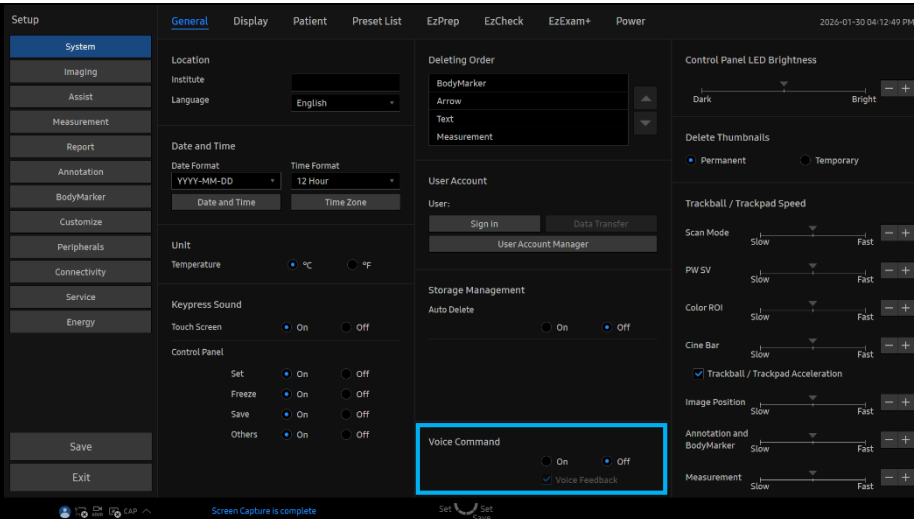 Setup
General Display Patient Preset List EzPrep EzCheck EzExam+ Power
2026-01-30 04:12:49 PM
System
Imaging
Assist
Measurement
Report
Annotation
BodyMarker
Customize
Peripherals
Connectivity
Service
Energy
Save
Exit
Location
Institute
Language English
Date and Time
Date Format Time Format
YYYY-MM-DD 12 Hour
Date and Time Time Zone
Unit
Temperature ℃ ℉
Keypress Sound
Touch Screen On Off
Control Panel
Set On Off
Freeze On Off
Save On Off
Others On Off
Deleting Order
BodyMarker
Arrow
Text
Measurement
User Account
User:
Sign in Data Transfer
User Account Manager
Storage Management
Auto Delete
On Off
Voice Command
On Off
Voice Feedback
Control Panel LED Brightness
Dark Bright
Delete Thumbnails
Permanent Temporary
Trackball / Trackpad Speed
Scan Mode
Slow Fast
PW SV
Slow Fast
Color ROI
Slow Fast
Cine Bar
Slow Fast
Trackball / Trackpad Acceleration
Image Position
Slow Fast
Annotation and
BodyMarker
Slow Fast
Measurement
Slow Fast
CAP
Screen Capture is complete
Set Set
Save